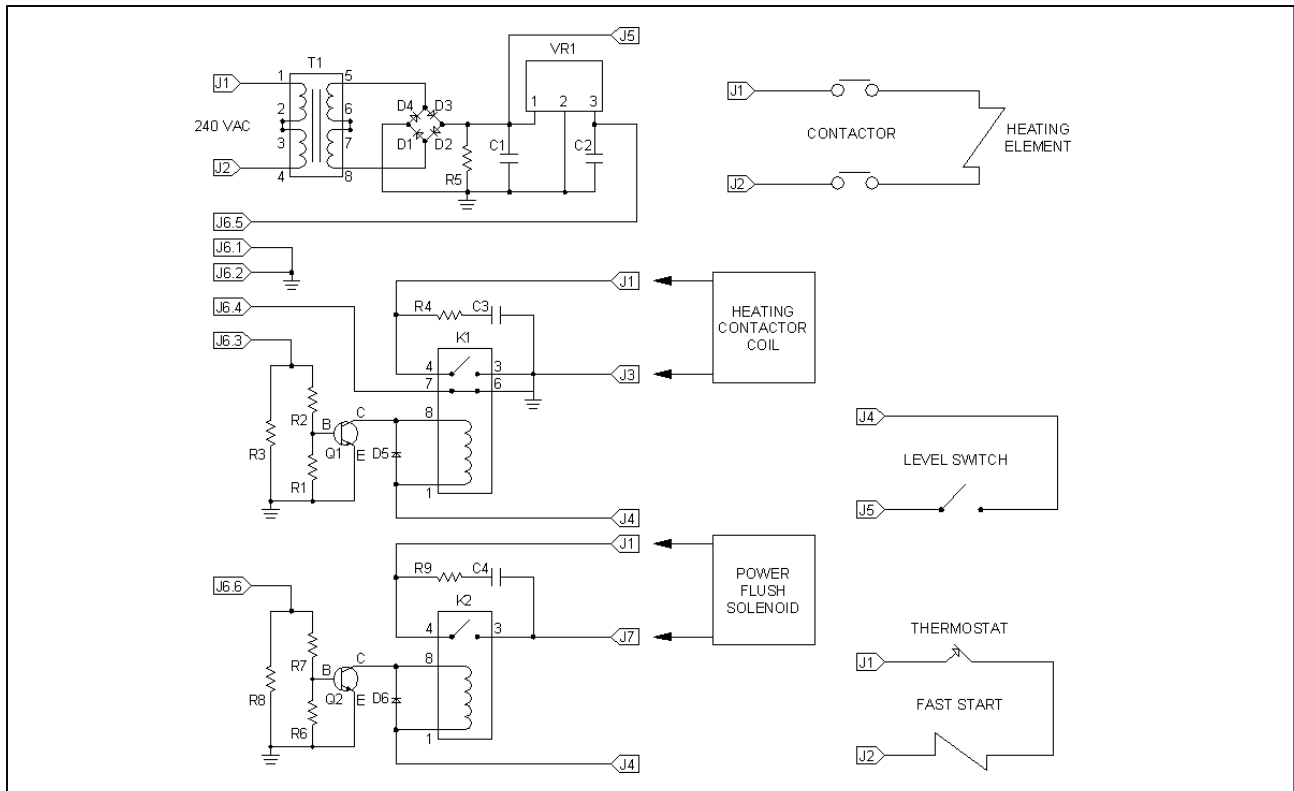 J5
VR1
T1
1 5
J1
D4 D3
1 2 3
J1
2 6
240 VAC
CONTACTOR
HEATING
ELEMENT
3 7
D1 D2
C1 C2
J2
4 8
R5
J2
J6.5
J6.1
J6.2
J1
R4 C3
HEATING
CONTACTOR
COIL
J6.4
J6.3
K1
4 3
J3
7 6
R2
B C
8
J4
R3
Q1
E
D5
LEVEL SWITCH
R1
1
J5
J4
J1
R9 C4
POWER
FLUSH
SOLENOID
J6.6
K2
4 3
J7
THERMOSTAT
R7
B C
8
J1
R8
Q2
E
D6
FAST START
R6
1
J2
J4